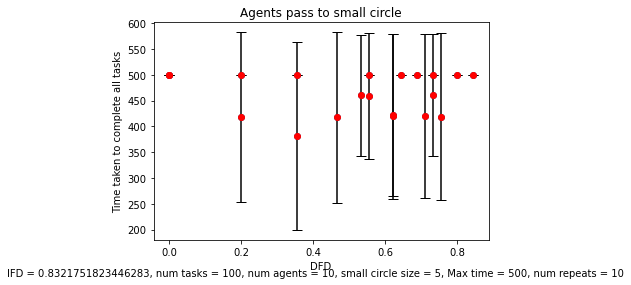 Agents pass to small circle
Time taken to complete all tasks
600
550
500
450
400
350
300
250
200
0.0 0.2 0.4 0.6 0.8
DFD
IFD = 0.8321751823446283, num tasks = 100, num agents = 10, small circle size = 5, Max time = 500, num repeats = 10